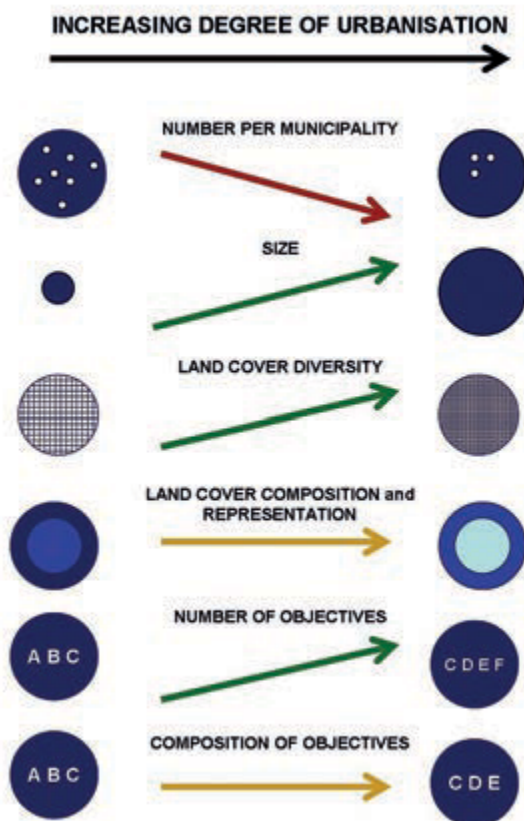 INCREASING DEGREE OF URBANISATION
NUMBER PER MUNICIPALITY
SIZE
LAND COVER DIVERSITY
LAND COVER COMPOSITION and
REPRESENTATION
NUMBER OF OBJECTIVES
A B C
C D E F
COMPOSITION OF OBJECTIVES
A B C
C D E